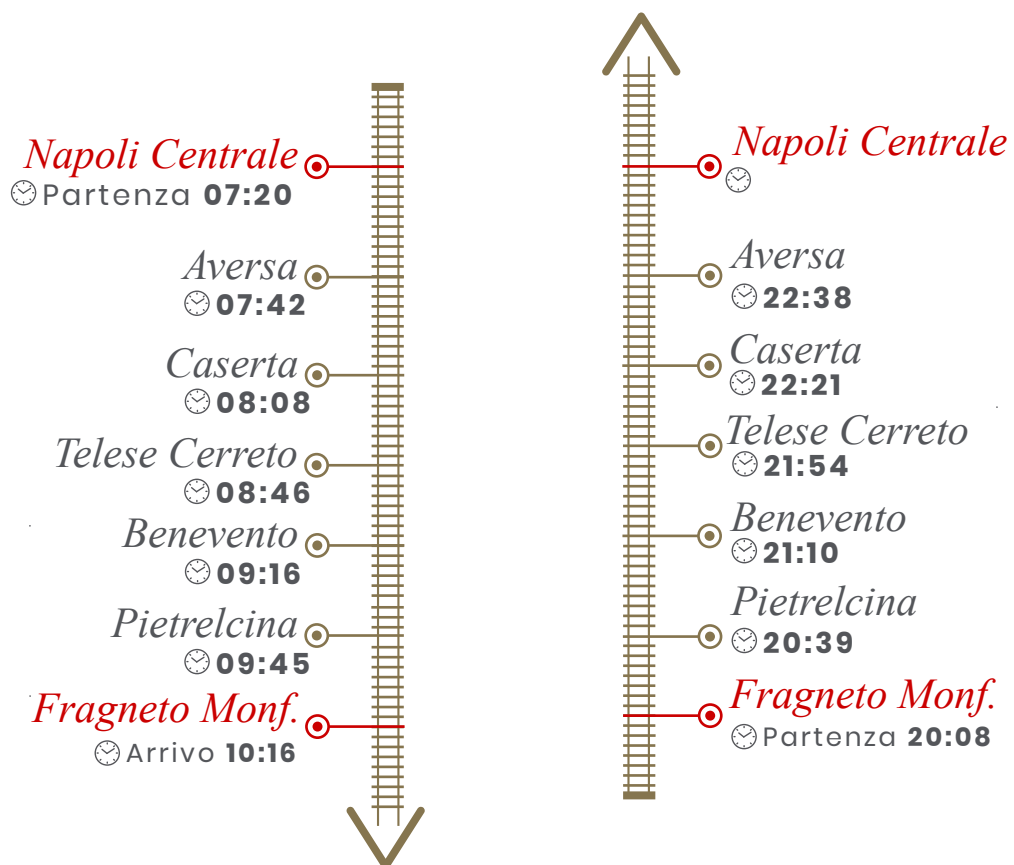 Napoli Centrale
Partenza 07:20
Aversa
07:42
Caserta
08:08
Telese Cerreto
08:46
Benevento
09:16
Pietrelcina
09:45
Fragneto Monf.
Arrivo 10:16
Napoli Centrale
Aversa
22:38
Caserta
22:21
Telese Cerreto
21:54
Benevento
21:10
Pietrelcina
20:39
Fragneto Monf.
Partenza 20:08